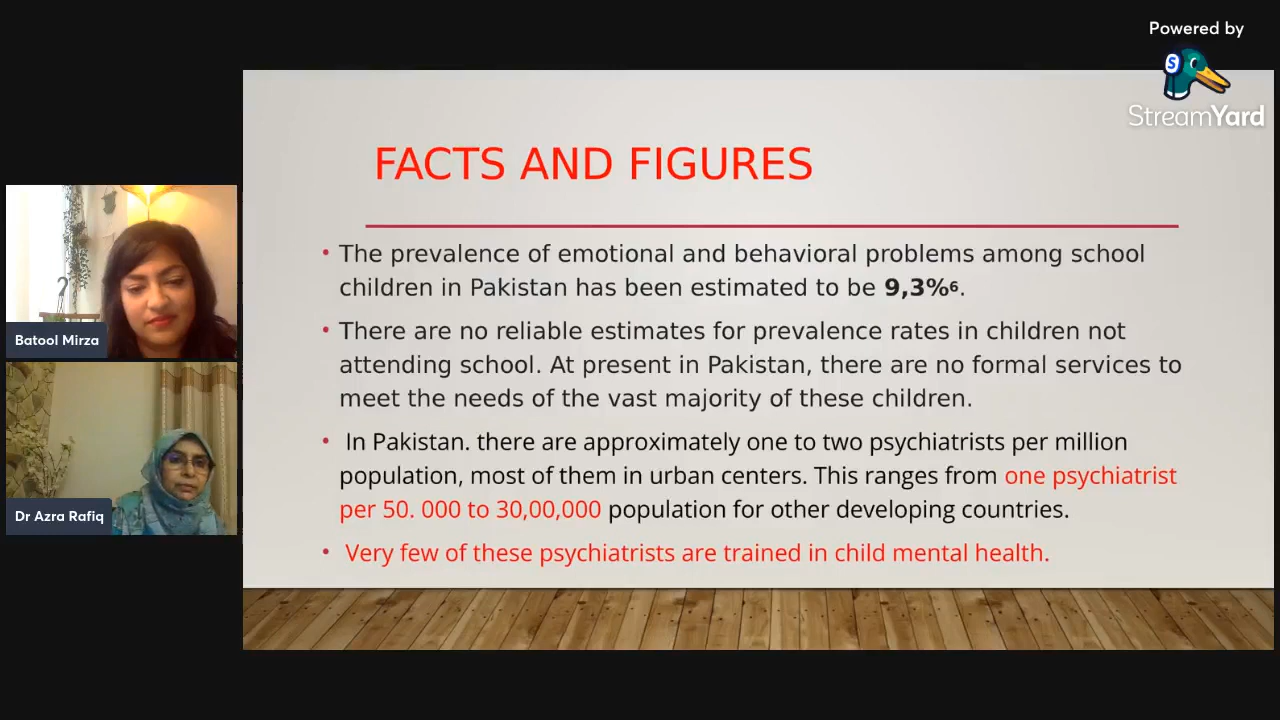 Powered by
StreamYard
FACTS AND FIGURES
• The prevalence of emotional and behavioral problems among school
children in Pakistan has been estimated to be 9,3%⁶.
• There are no reliable estimates for prevalence rates in children not
attending school. At present in Pakistan, there are no formal services to
meet the needs of the vast majority of these children.
• In Pakistan. there are approximately one to two psychiatrists per million
population, most of them in urban centers. This ranges from one psychiatrist
per 50. 000 to 30,00,000 population for other developing countries.
• Very few of these psychiatrists are trained in child mental health.
Batool Mirza
Dr Azra Rafiq